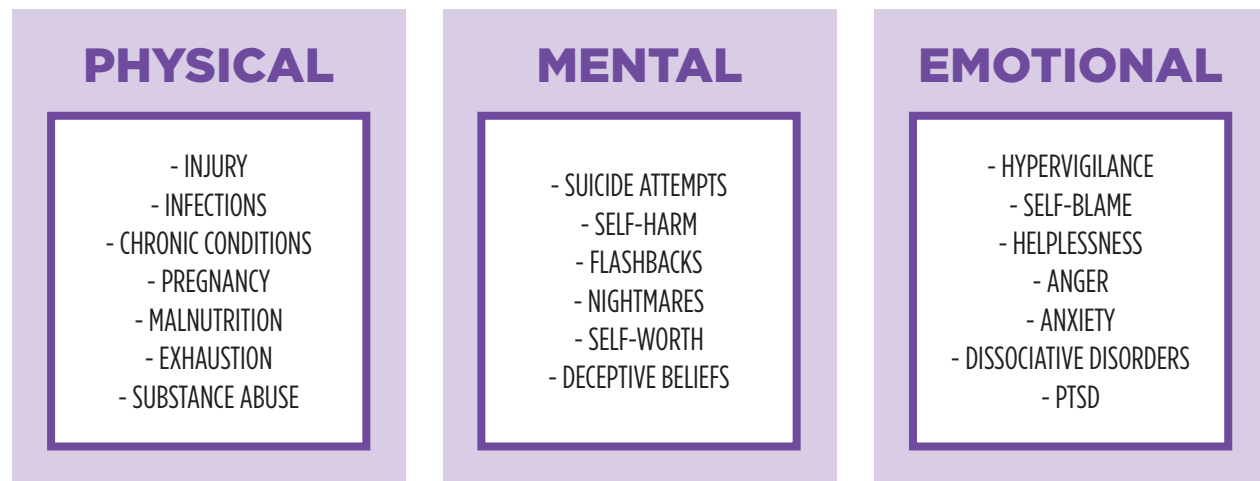 PHYSICAL
- INJURY
- INFECTIONS
- CHRONIC CONDITIONS
- PREGNANCY
- MALNUTRITION
- EXHAUSTION
- SUBSTANCE ABUSE
MENTAL
- SUICIDE ATTEMPTS
- SELF-HARM
- FLASHBACKS
- NIGHTMARES
- SELF-WORTH
- DECEPTIVE BELIEFS
EMOTIONAL
- HYPERVIGILANCE
- SELF-BLAME
- HELPLESSNESS
- ANGER
- ANXIETY
- DISSOCIATIVE DISORDERS
- PTSD